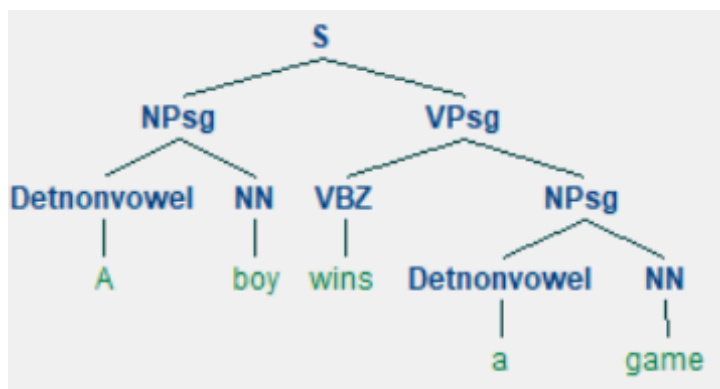 S
NPsg VPsg
Detnonvowel NN VBZ NPsg
A boy wins Detnonvowel NN
a game